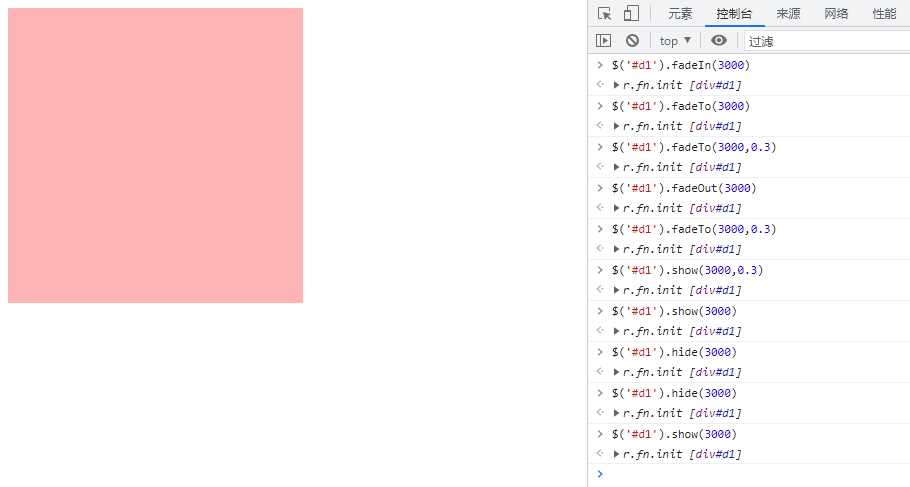 元素 控制台 来源 网络 性能
top ▼ 过滤
> $('#d1').fadeIn(3000)
<· ▶ r.fn.init [div#d1]
> $('#d1').fadeTo(3000)
<· ▶ r.fn.init [div#d1]
> $('#d1').fadeTo(3000,0.3)
<· ▶ r.fn.init [div#d1]
> $('#d1').fadeOut(3000)
<· ▶ r.fn.init [div#d1]
> $('#d1').fadeTo(3000,0.3)
<· ▶ r.fn.init [div#d1]
> $('#d1').show(3000,0.3)
<· ▶ r.fn.init [div#d1]
> $('#d1').show(3000)
<· ▶ r.fn.init [div#d1]
> $('#d1').hide(3000)
<· ▶ r.fn.init [div#d1]
> $('#d1').hide(3000)
<· ▶ r.fn.init [div#d1]
> $('#d1').show(3000)
<· ▶ r.fn.init [div#d1]
>